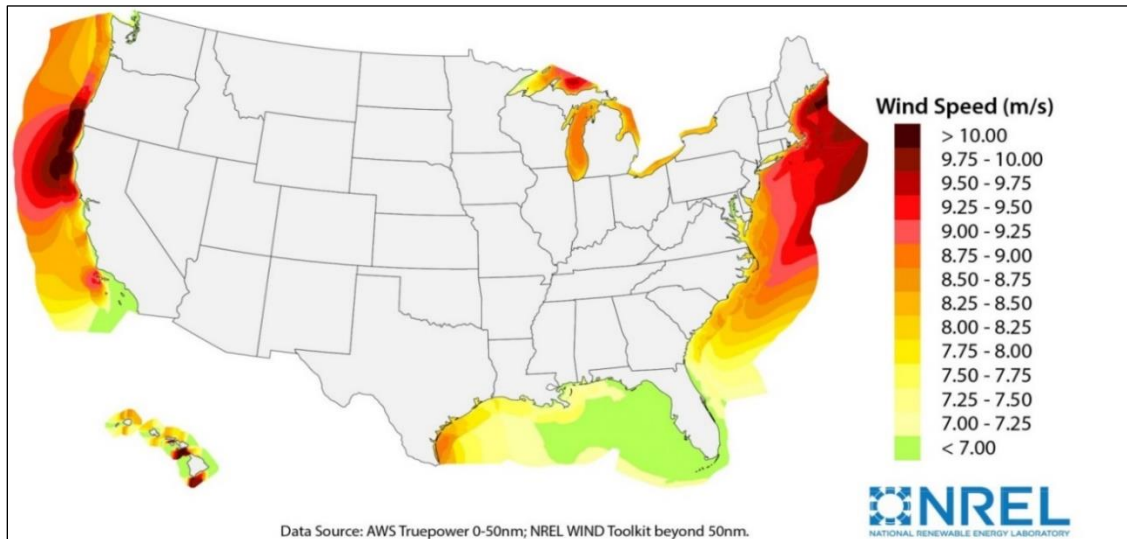 Wind Speed (m/s)
> 10.00
9.75 - 10.00
9.50 - 9.75
9.25 - 9.50
9.00 - 9.25
8.75 - 9.00
8.50 - 8.75
8.25 - 8.50
8.00 - 8.25
7.75 - 8.00
7.50 - 7.75
7.25 - 7.50
7.00 - 7.25
< 7.00
Data Source: AWS Truepower 0-50nm; NREL WIND Toolkit beyond 50nm.
NREL
NATIONAL RENEWABLE ENERGY LABORATORY